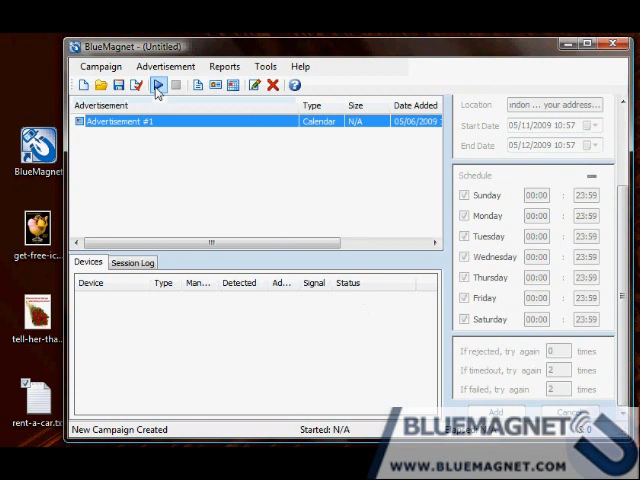 BlueMagnet - (Untitled)
Campaign Advertisement Reports Tools Help
Advertisement Type Size Date Added
Advertisement #1 Calendar N/A 05/06/2009
Location ındon ... your address...
Start Date 05/11/2009 10:57
End Date 05/12/2009 10:57
Schedule
Sunday 00:00 : 23:59
Monday 00:00 : 23:59
Tuesday 00:00 : 23:59
Wednesday 00:00 : 23:59
Thursday 00:00 : 23:59
Friday 00:00 : 23:59
Saturday 00:00 : 23:59
If rejected, try again 0 times
If timedout, try again 2 times
If failed, try again 2 times
Add Cancel
Devices Session Log
Device Type Man... Detected Ad... Signal Status
New Campaign Created Started: N/A Elapsed: N/A S: 0
BlueMagnet
get-free-ic...
tell-her-tha...
rent-a-car.txt
BLUEMAGNET
WWW.BLUEMAGNET.COM